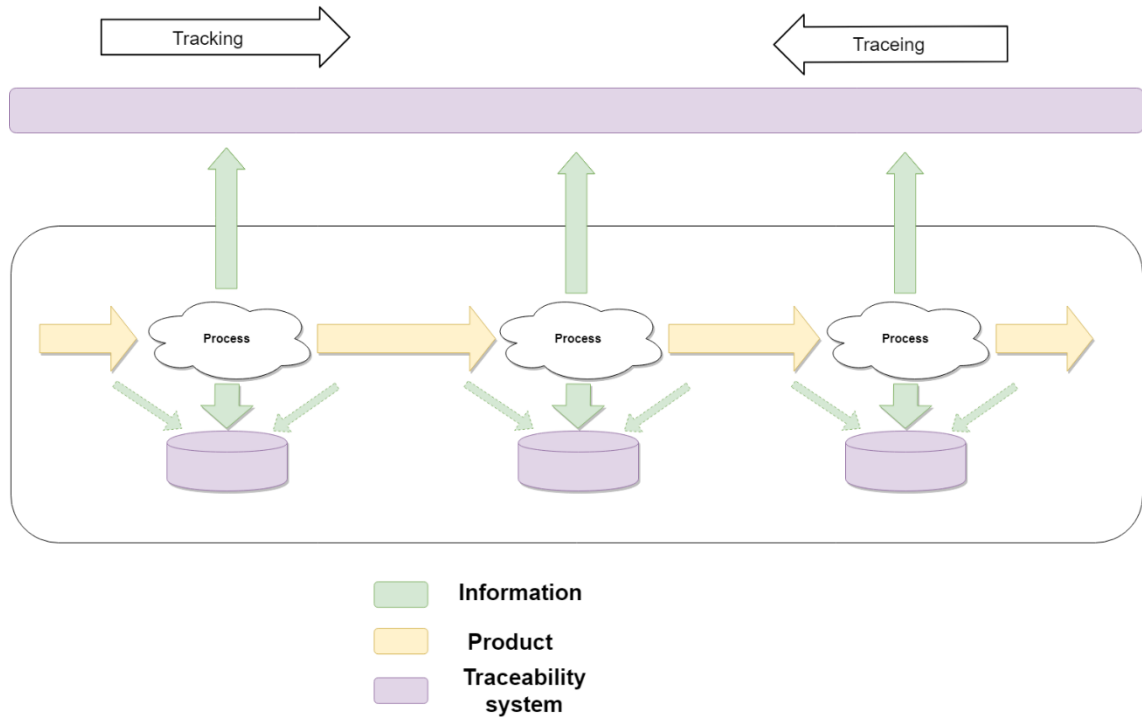 Tracking
Traceing
Process
Process
Process
Information
Product
Traceability
system